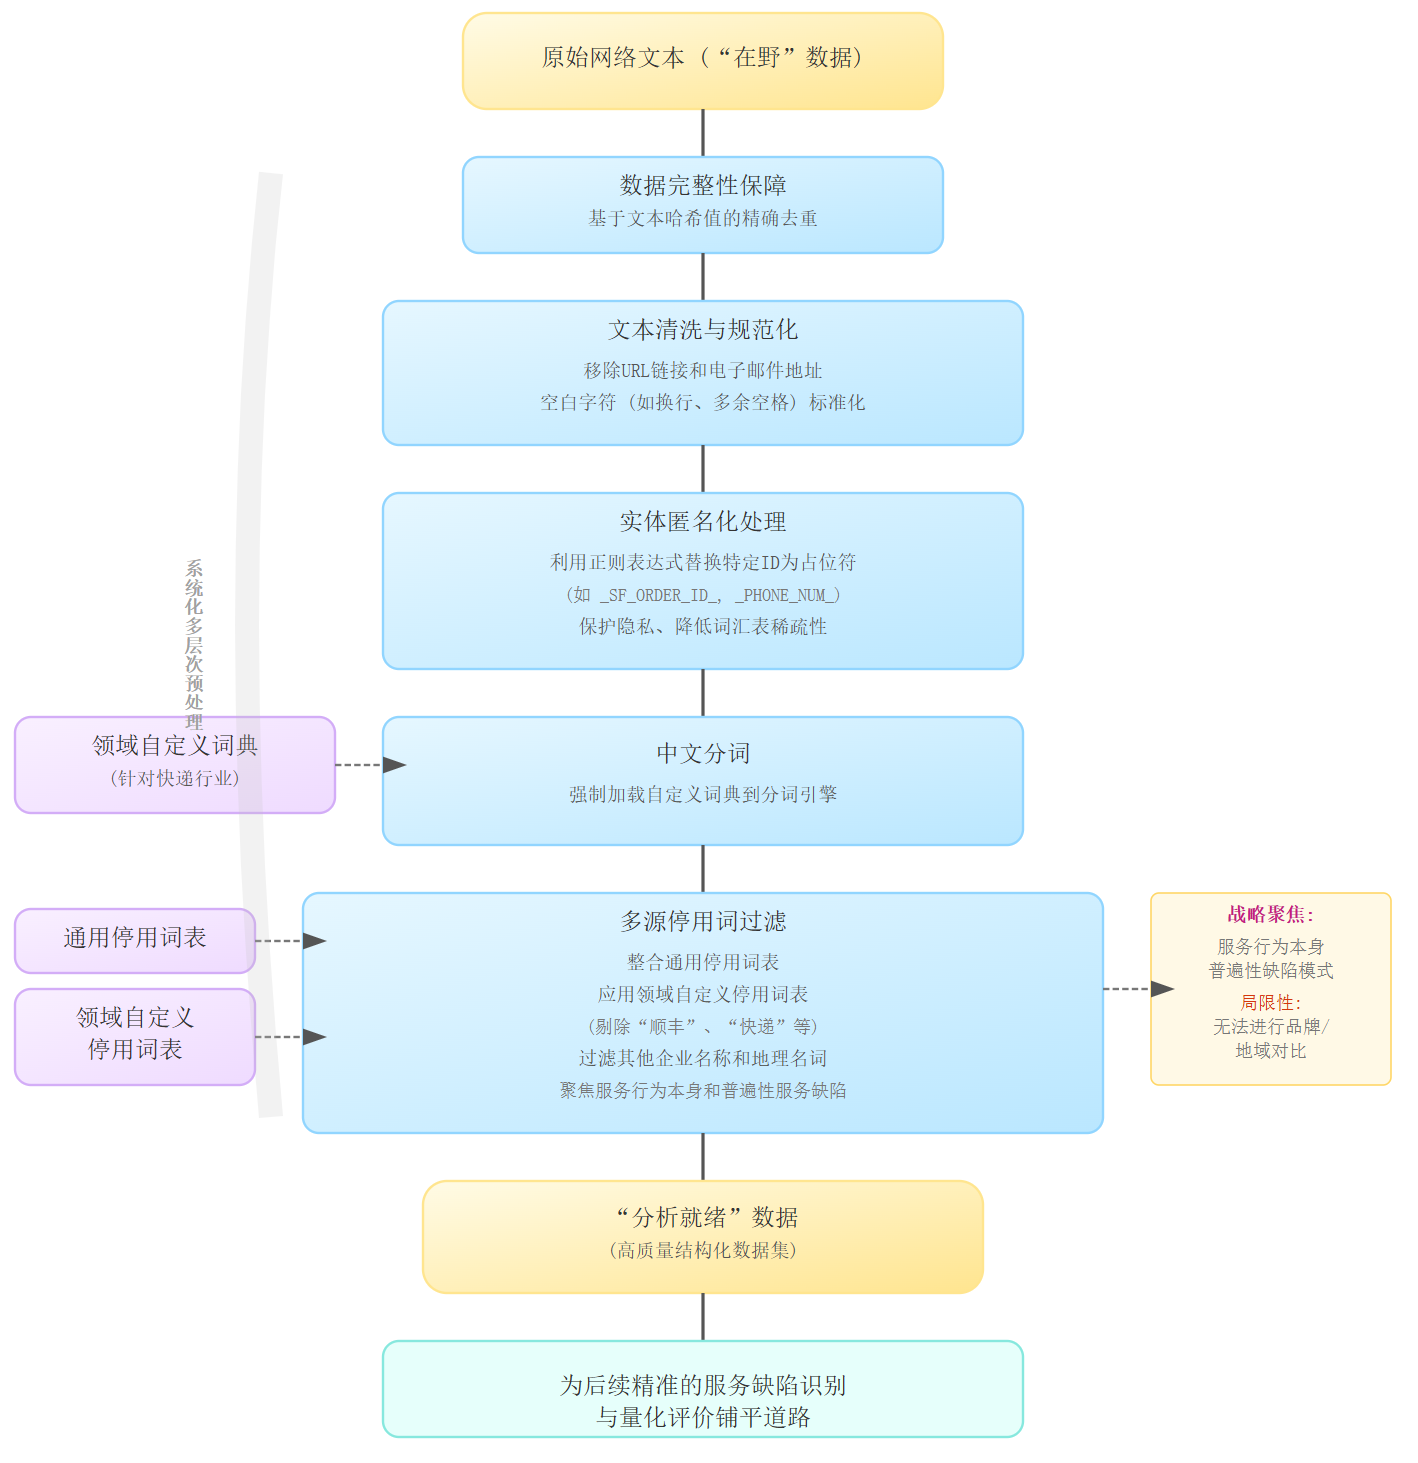 原始网络文本（“在野”数据）
数据完整性保障
基于文本哈希值的精确去重
文本清洗与规范化
移除URL链接和电子邮件地址
空白字符（如换行、多余空格）标准化
实体匿名化处理
利用正则表达式替换特定ID为占位符
（如 _SF_ORDER_ID_, _PHONE_NUM_）
保护隐私、降低词汇表稀疏性
系统化多层次预处理
领域自定义词典
（针对快递行业）
中文分词
强制加载自定义词典到分词引擎
通用停用词表
领域自定义
停用词表
多源停用词过滤
整合通用停用词表
应用领域自定义停用词表
（剔除“顺丰”、“快递”等）
过滤其他企业名称和地理名词
聚焦服务行为本身和普遍性服务缺陷
战略聚焦：
服务行为本身
普遍性缺陷模式
局限性：
无法进行品牌/
地域对比
“分析就绪”数据
（高质量结构化数据集）
为后续精准的服务缺陷识别
与量化评价铺平道路